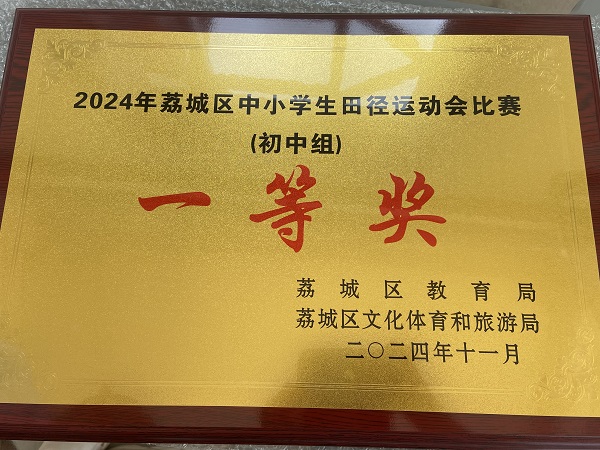 2024年荔城区中小学生田径运动会比赛
(初中组)
一等奖
荔城区教育局
荔城区文化体育和旅游局
二〇二四年十一月